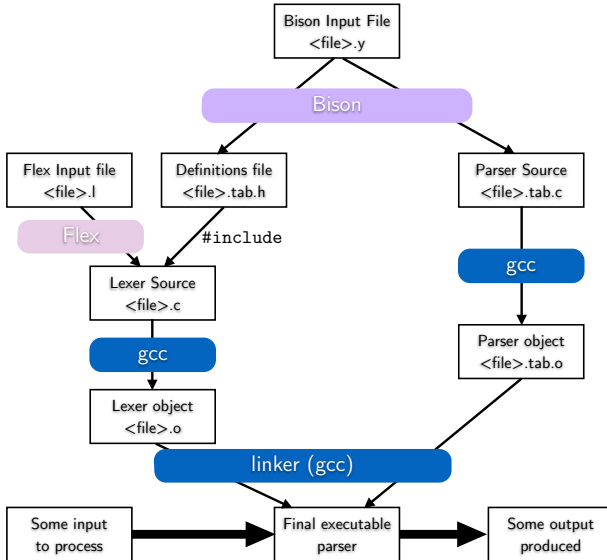 Bison Input File
<file>.y
Bison
Flex Input file
<file>.l
Definitions file
<file>.tab.h
Parser Source
<file>.tab.c
Flex
#include
gcc
Lexer Source
<file>.c
gcc
Parser object
<file>.tab.o
Lexer object
<file>.o
linker (gcc)
Some input
to process
Final executable
parser
Some output
produced